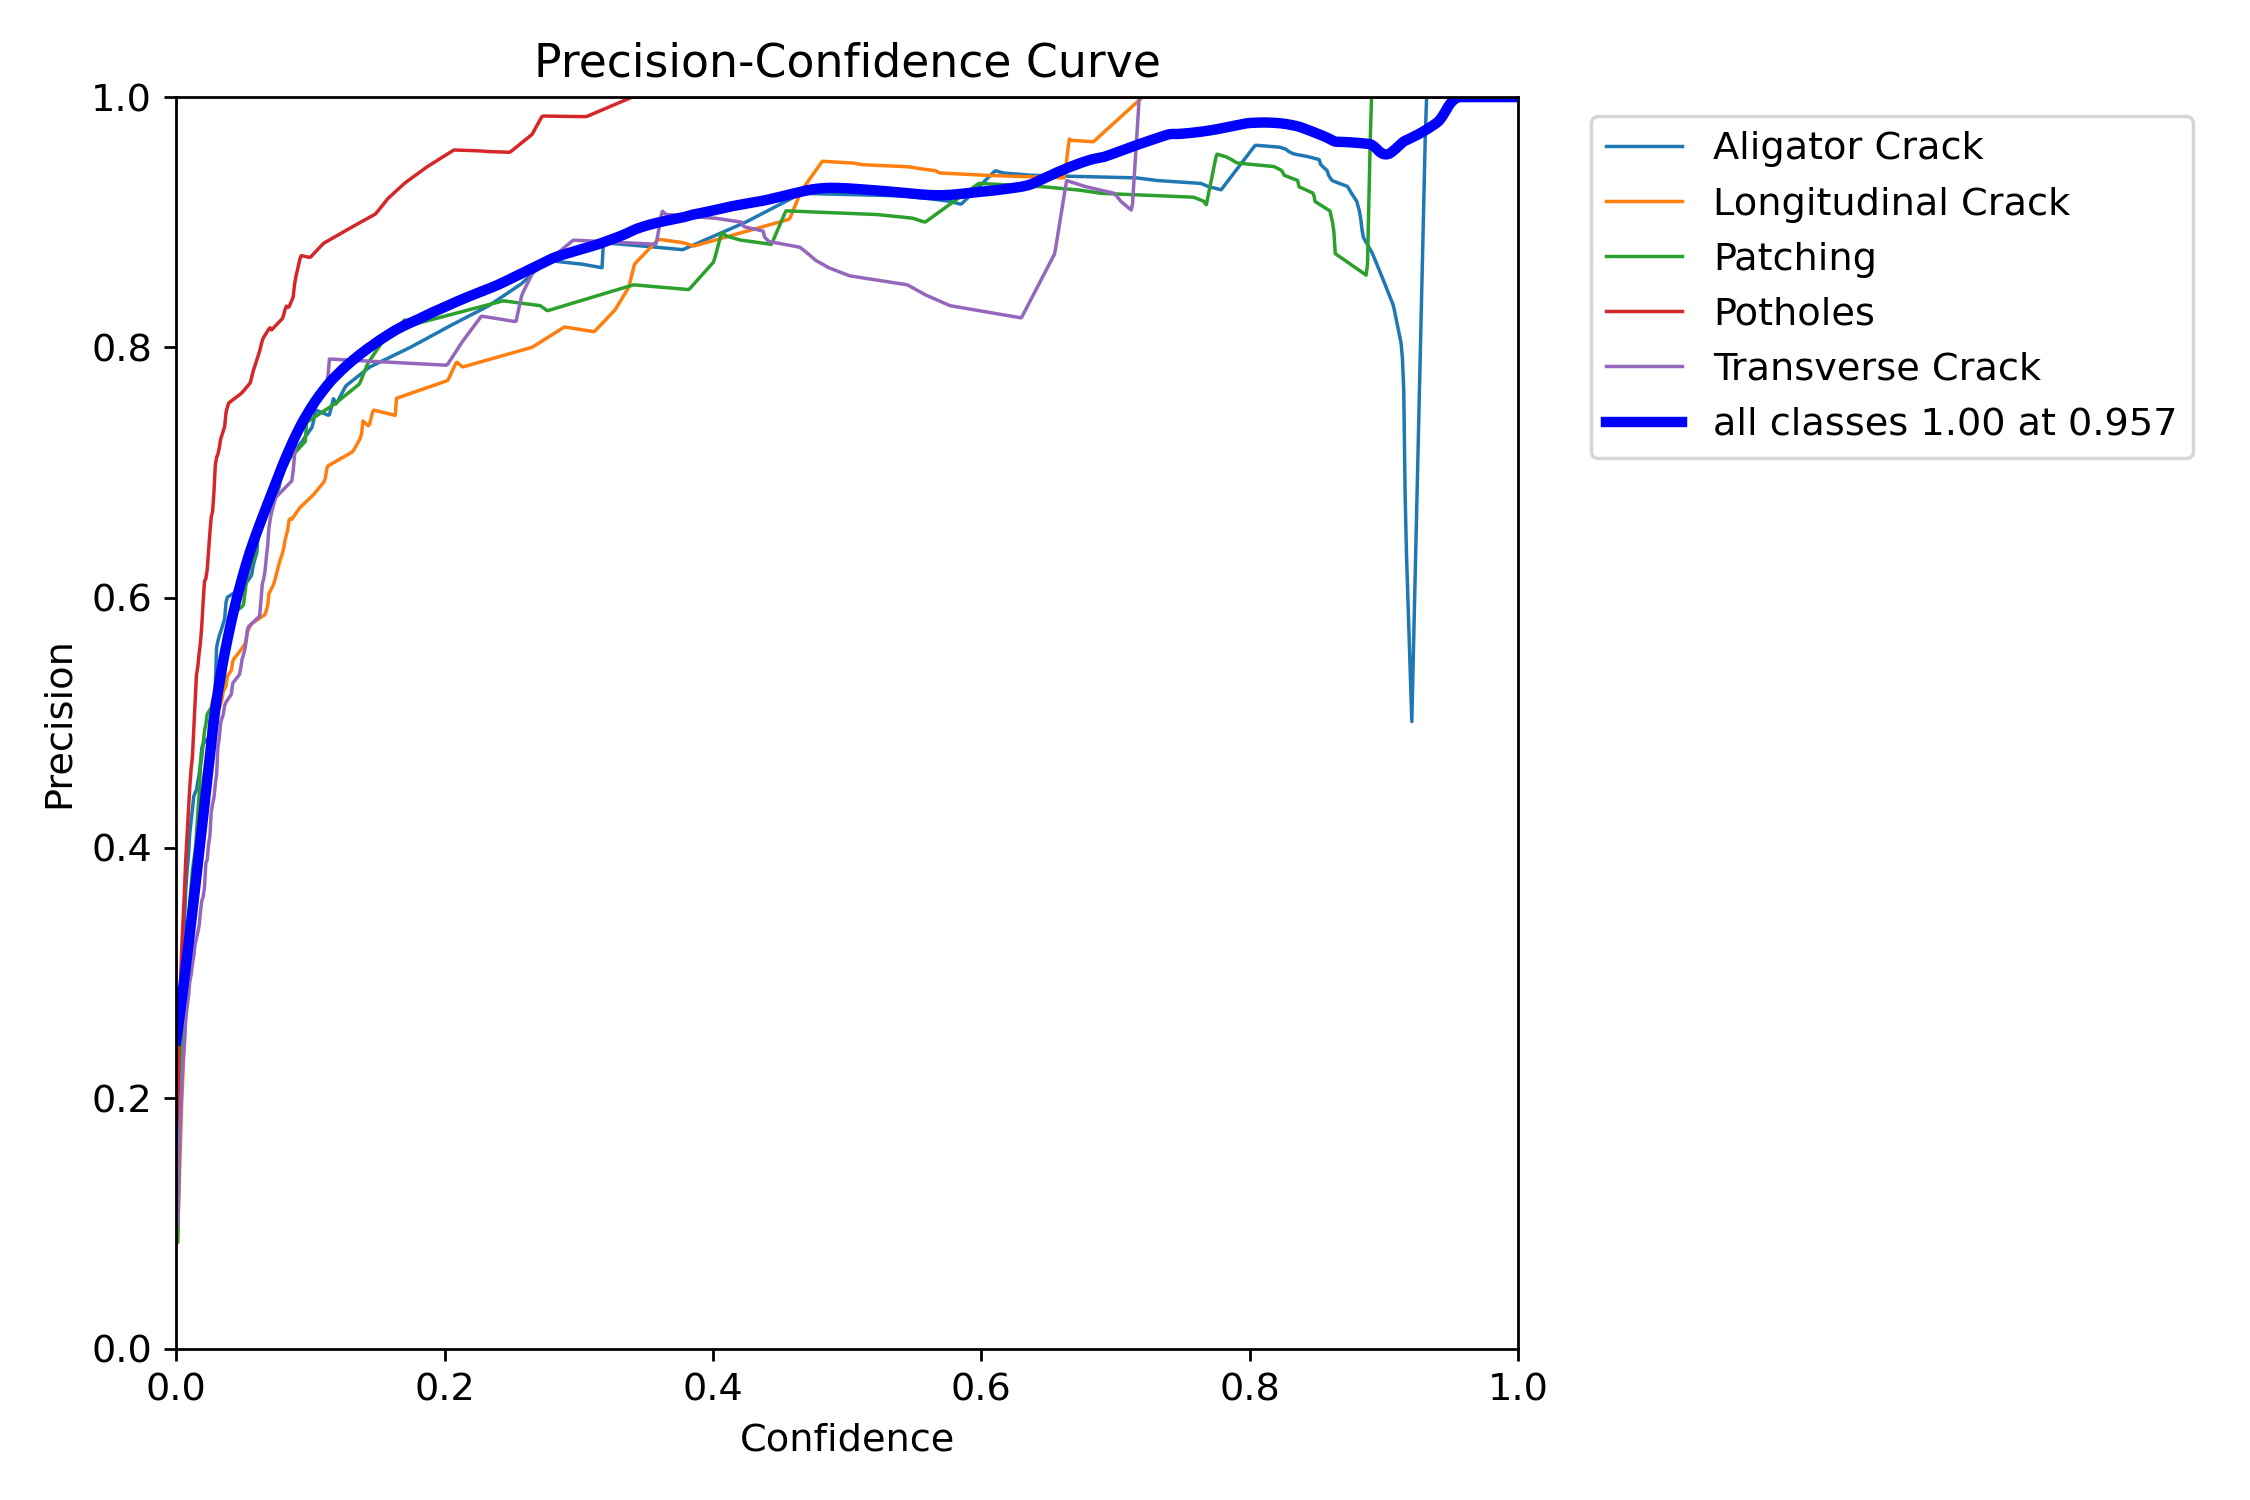 Precision-Confidence Curve
1.0
0.8
0.6
0.4
0.2
0.0
Precision
0.0 0.2 0.4 0.6 0.8 1.0
Confidence
Aligator Crack
Longitudinal Crack
Patching
Potholes
Transverse Crack
all classes 1.00 at 0.957